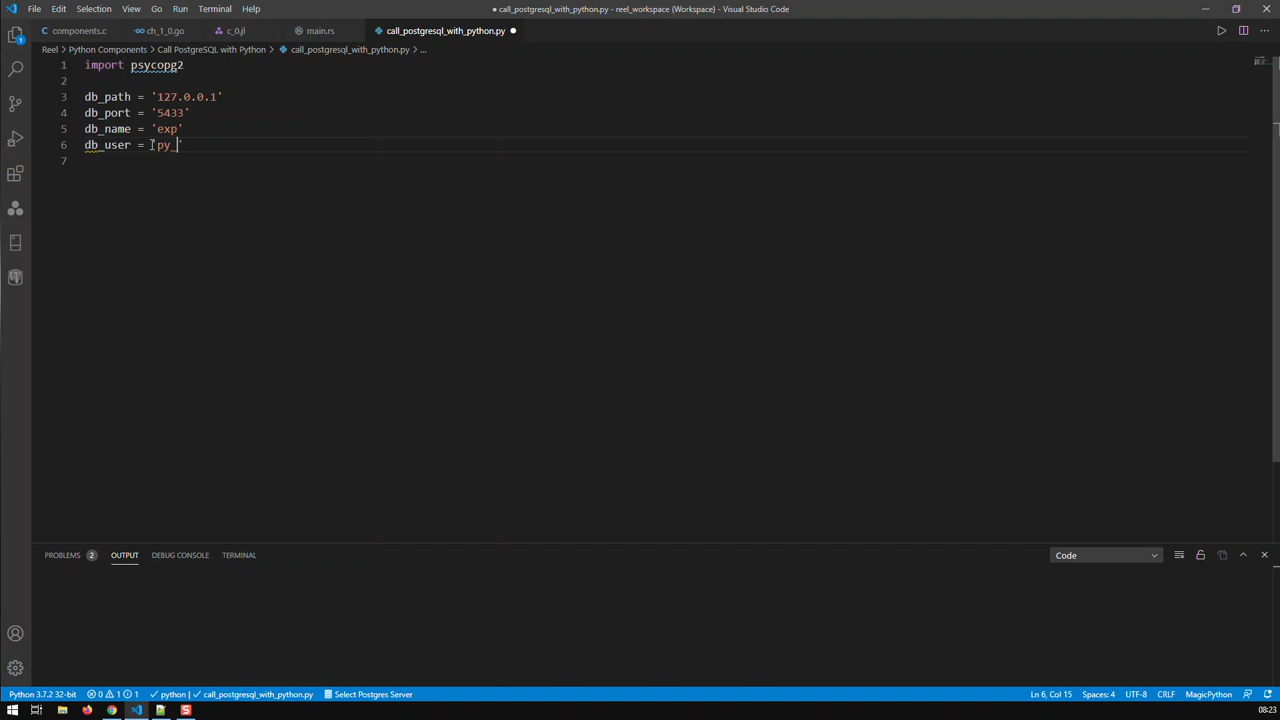 File Edit Selection View Go Run Terminal Help
● call_postgresql_with_python.py - reel_workspace (Workspace) - Visual Studio Code
components.c ch_1_0.go c_0.jl main.rs call_postgresql_with_python.py ●
Reel > Python Components > Call PostgreSQL with Python > call_postgresql_with_python.py > ...
1 import psycopg2
2
3 db_path = '127.0.0.1'
4 db_port = '5433'
5 db_name = 'exp'
6 db_user = 'py_'
7
PROBLEMS 2 OUTPUT DEBUG CONSOLE TERMINAL
Code
1
Python 3.7.2 32-bit 0 1 1 python | call_postgresql_with_python.py Select Postgres Server
Ln 6, Col 15 Spaces: 4 UTF-8 CRLF MagicPython
08:23